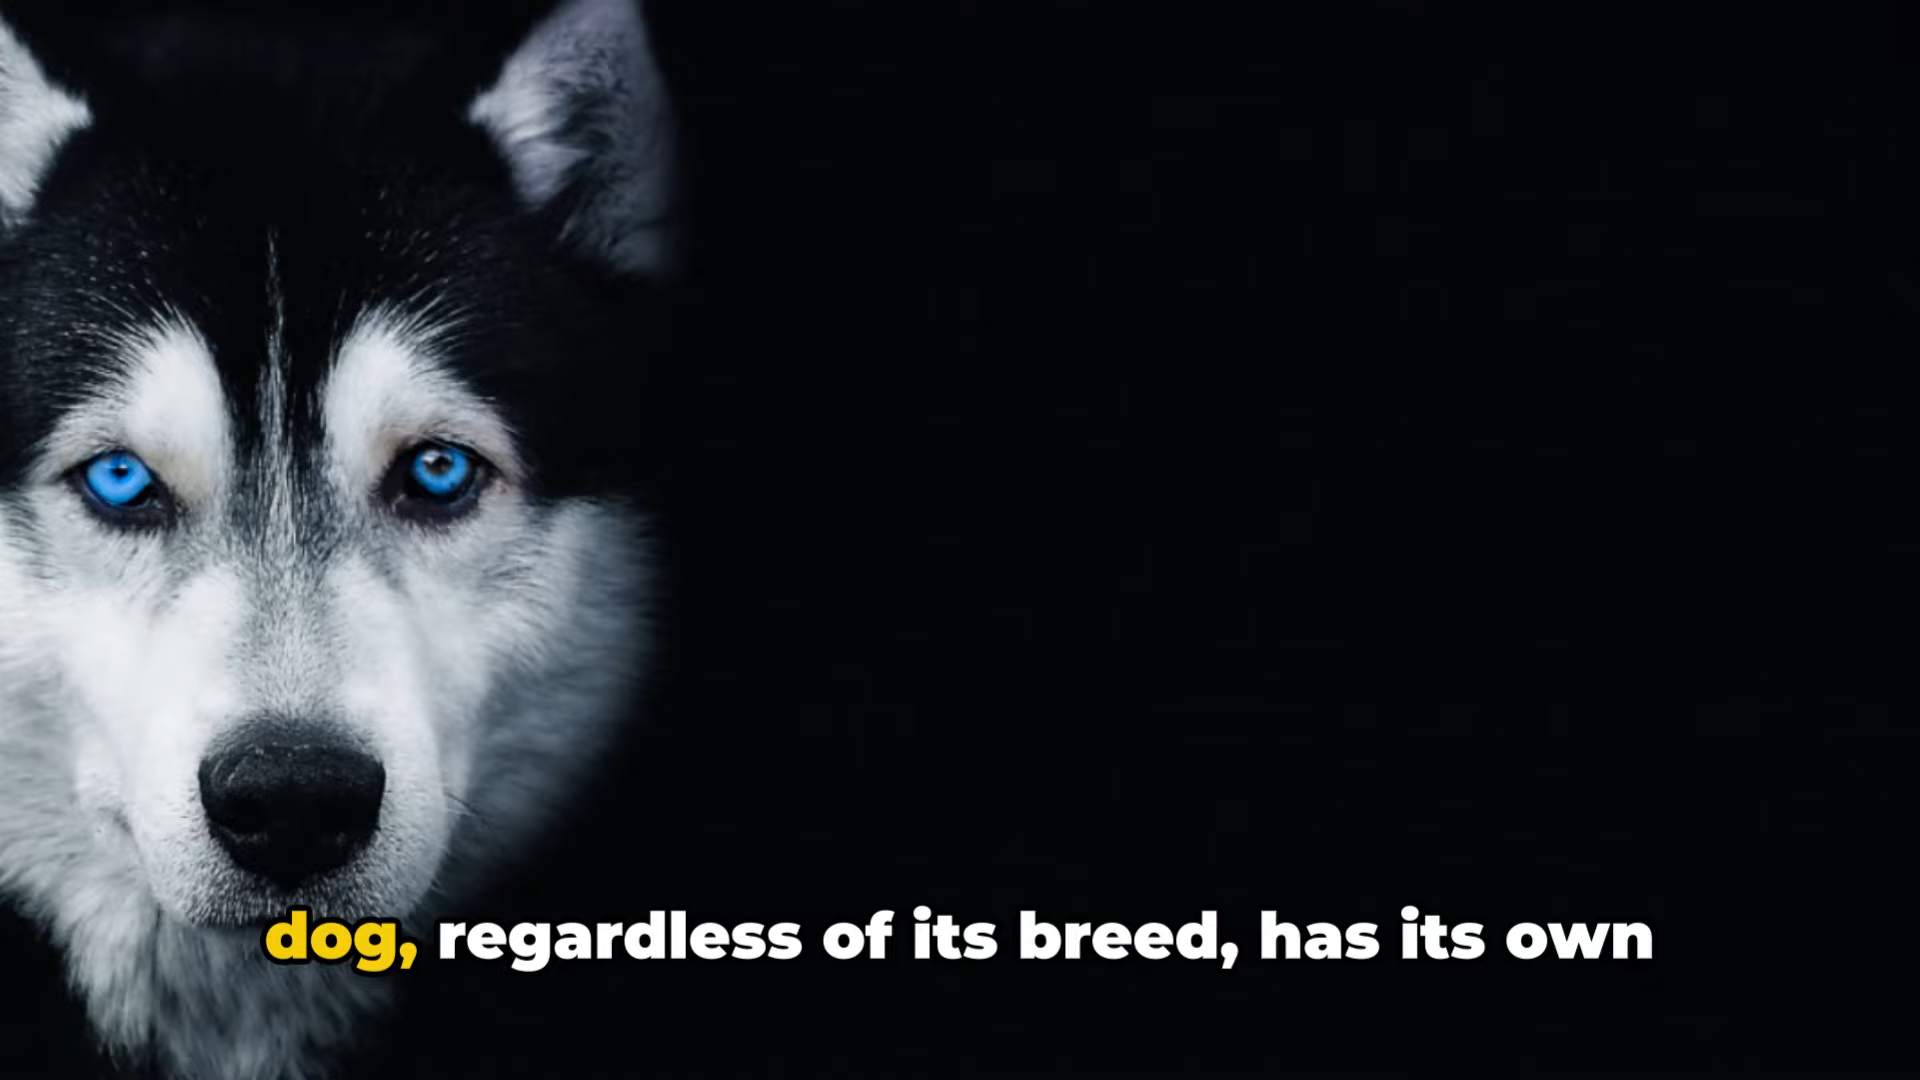 dog, regardless of its breed, has its own